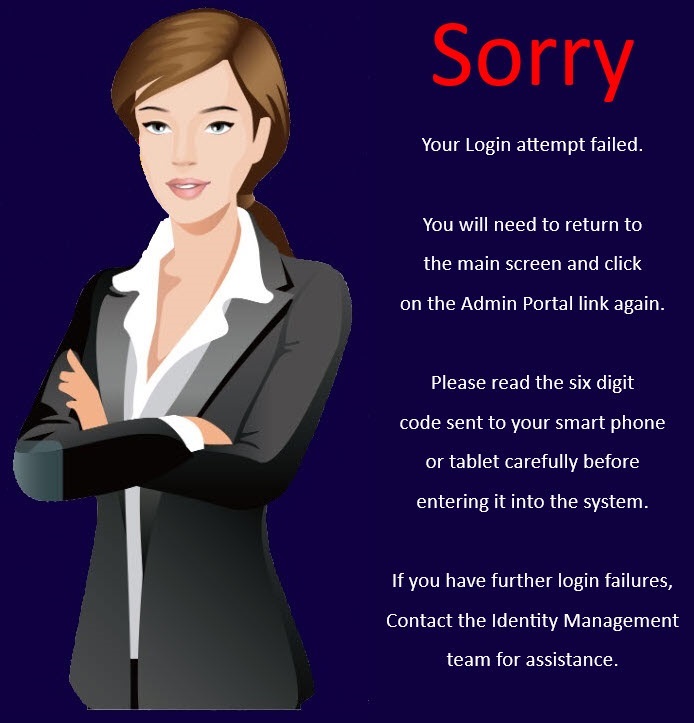 Sorry
Your Login attempt failed.
You will need to return to
the main screen and click
on the Admin Portal link again.
Please read the six digit
code sent to your smart phone
or tablet carefully before
entering it into the system.
If you have further login failures,
Contact the Identity Management
team for assistance.